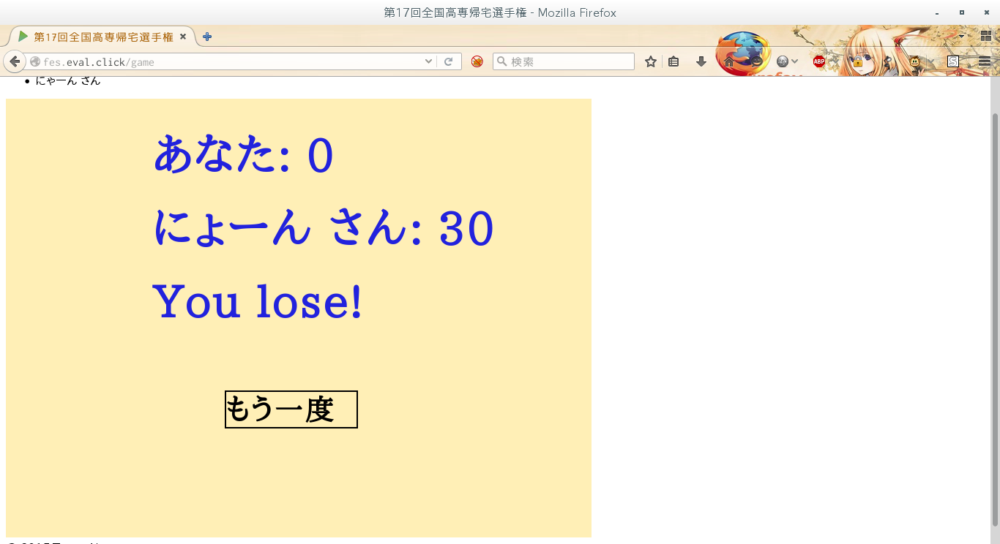 第17回全国高専帰宅選手権 - Mozilla Firefox
第17回全国高専帰宅選手権
fes.eval.click/game
検索
ABP
S
にゃーん さん
あなた: 0
にょーん さん: 30
You lose!
もう一度